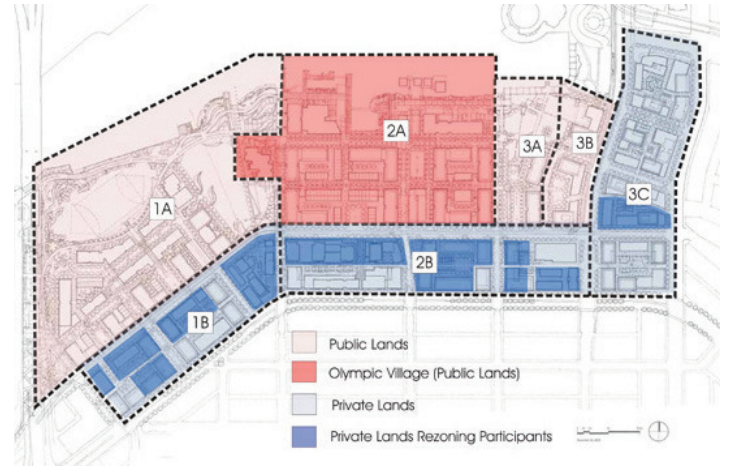 2A
3A
3B
1A
3C
2B
1B
Public Lands
Olympic Village (Public Lands)
Private Lands
Private Lands Rezoning Participants